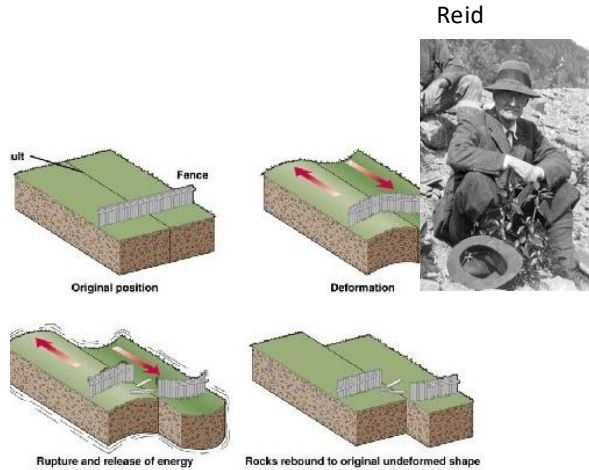 Reid
ult
Fence
Original position
Deformation
Rupture and release of energy
Rocks rebound to original undeformed shape